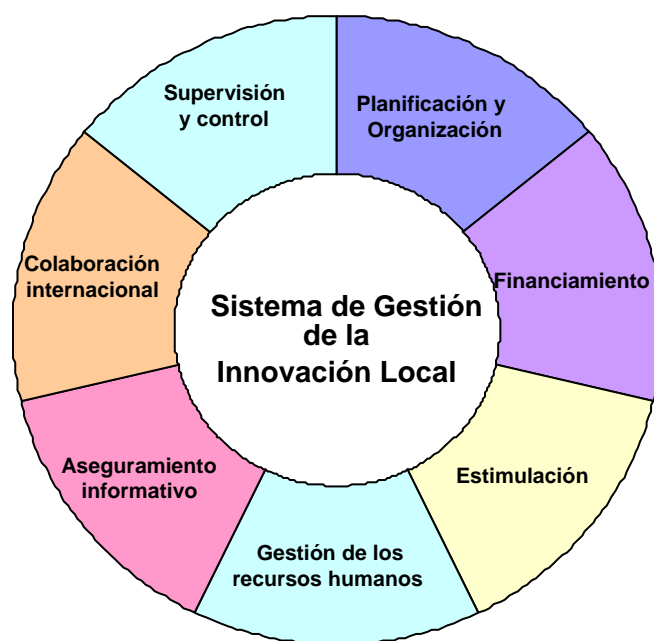 Supervisión
y control
Planificación y
Organización
Colaboración
internacional
Financiamiento
Sistema de Gestión
de la
Innovación Local
Aseguramiento
informativo
Estimulación
Gestión de los
recursos humanos